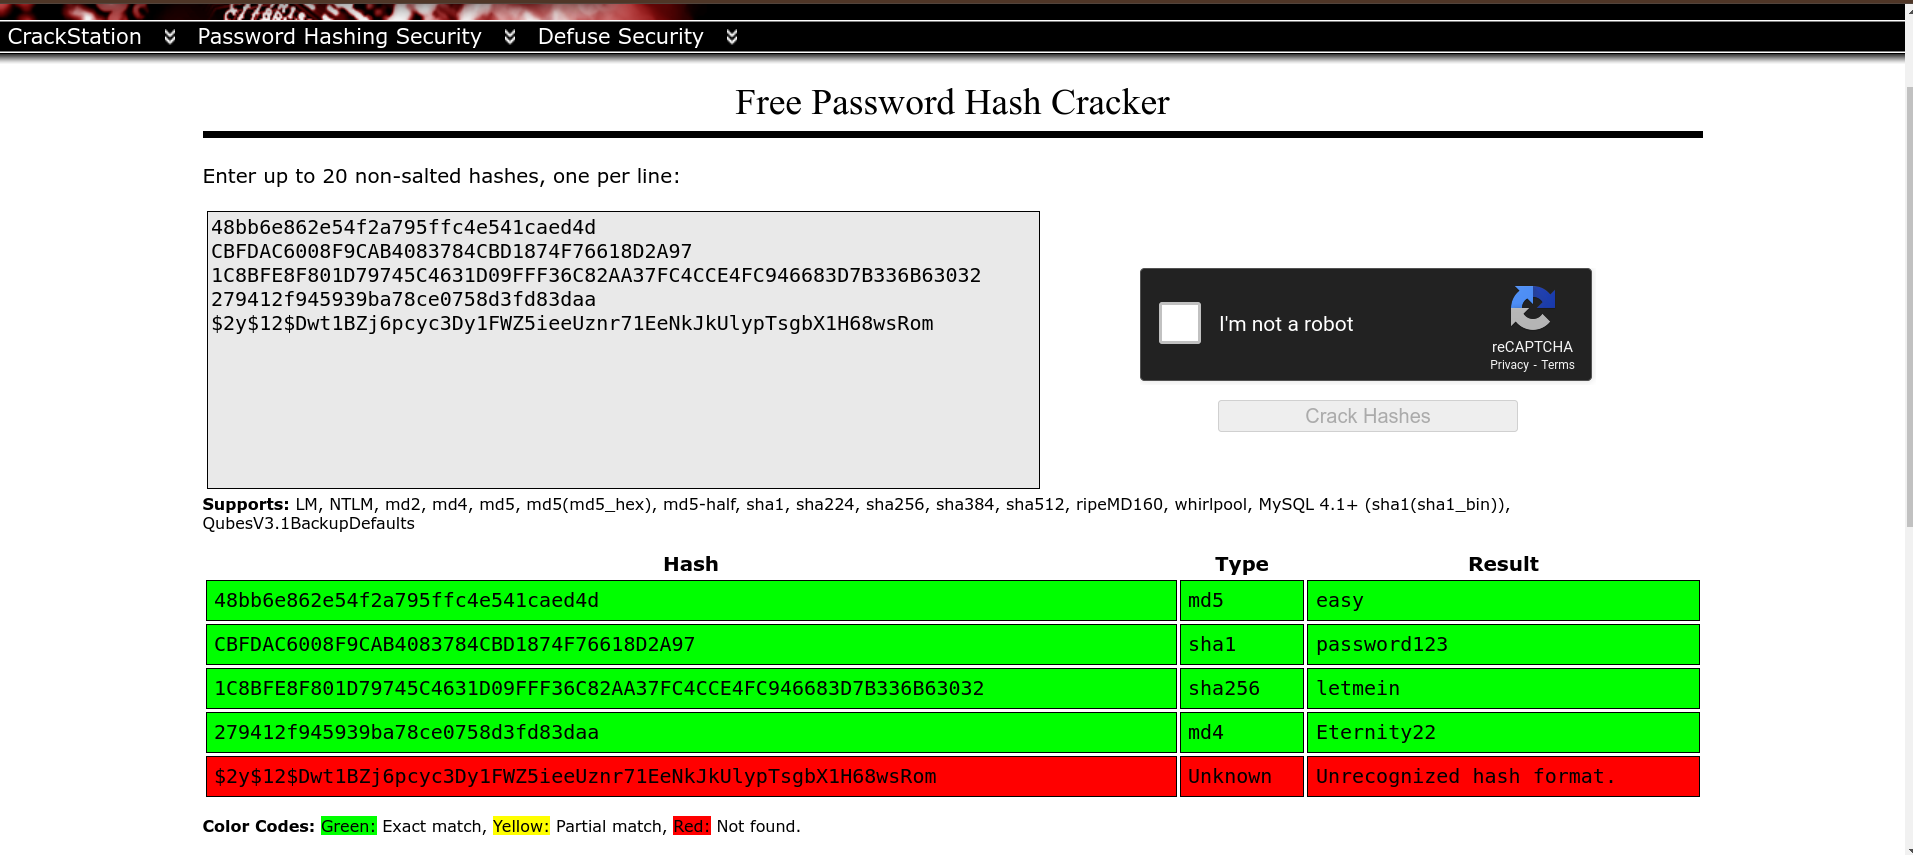 CrackStation Password Hashing Security Defuse Security
Free Password Hash Cracker
Enter up to 20 non-salted hashes, one per line:
48bb6e862e54f2a795ffc4e541caed4d
CBFDAC6008F9CAB4083784CBD1874F76618D2A97
1C8BFE8F801D79745C4631D09FFF36C82AA37FC4CCE4FC946683D7B336B63032
279412f945939ba78ce0758d3fd83daa
$2y$12$Dwt1BZj6pcyc3Dy1FWZ5ieeUznr71EeNkJkUlypTsgbX1H68wsRom
I'm not a robot
reCAPTCHA
Privacy - Terms
Crack Hashes
Supports: LM, NTLM, md2, md4, md5, md5(md5_hex), md5-half, sha1, sha224, sha256, sha384, sha512, ripeMD160, whirlpool, MySQL 4.1+ (sha1(sha1_bin)),
QubesV3.1BackupDefaults
Hash Type Result
48bb6e862e54f2a795ffc4e541caed4d md5 easy
CBFDAC6008F9CAB4083784CBD1874F76618D2A97 sha1 password123
1C8BFE8F801D79745C4631D09FFF36C82AA37FC4CCE4FC946683D7B336B63032 sha256 letmein
279412f945939ba78ce0758d3fd83daa md4 Eternity22
$2y$12$Dwt1BZj6pcyc3Dy1FWZ5ieeUznr71EeNkJkUlypTsgbX1H68wsRom Unknown Unrecognized hash format.
Color Codes: Green: Exact match, Yellow: Partial match, Red: Not found.